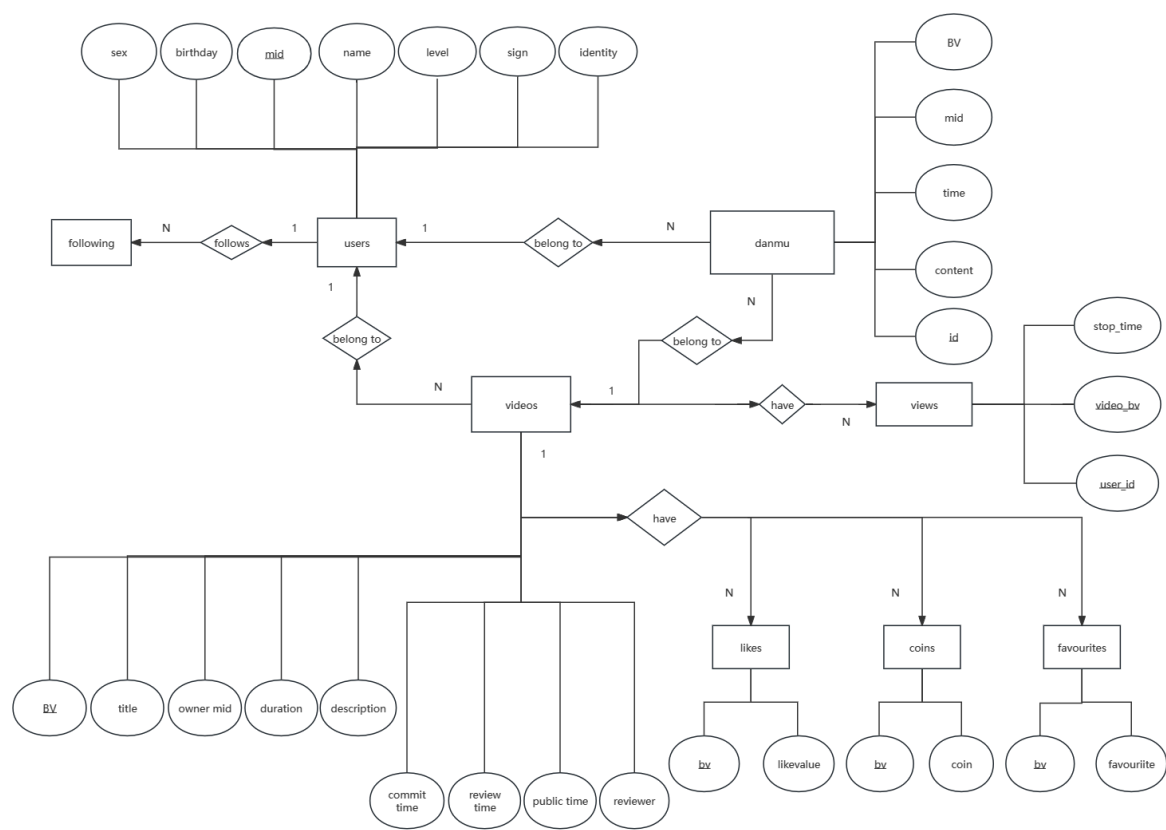 sex
birthday
mid
name
level
sign
identity
BV
mid
time
content
id
following
N
follows
1
users
1
belong to
N
danmu
1
belong to
N
N
belong to
1
videos
have
N
views
stop_time
video_bv
user_id
1
have
N
N
N
likes
coins
favourites
BV
title
owner mid
duration
description
bv
likevalue
bv
coin
bv
favouriite
commit
time
review
time
public time
reviewer